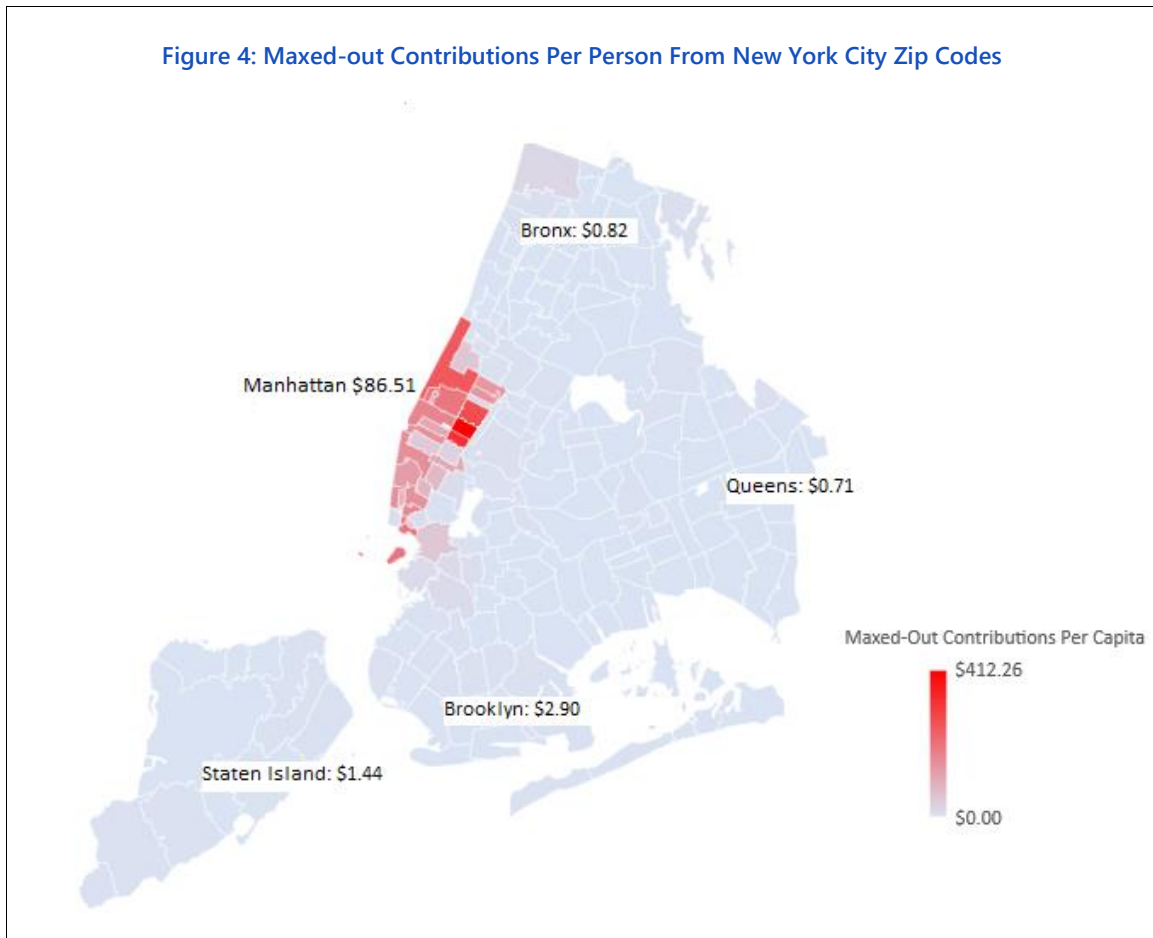 Figure 4: Maxed-out Contributions Per Person From New York City Zip Codes
Bronx: $0.82
Manhattan $86.51
Queens: $0.71
Maxed-Out Contributions Per Capita
$412.26
Brooklyn: $2.90
Staten Island: $1.44
$0.00